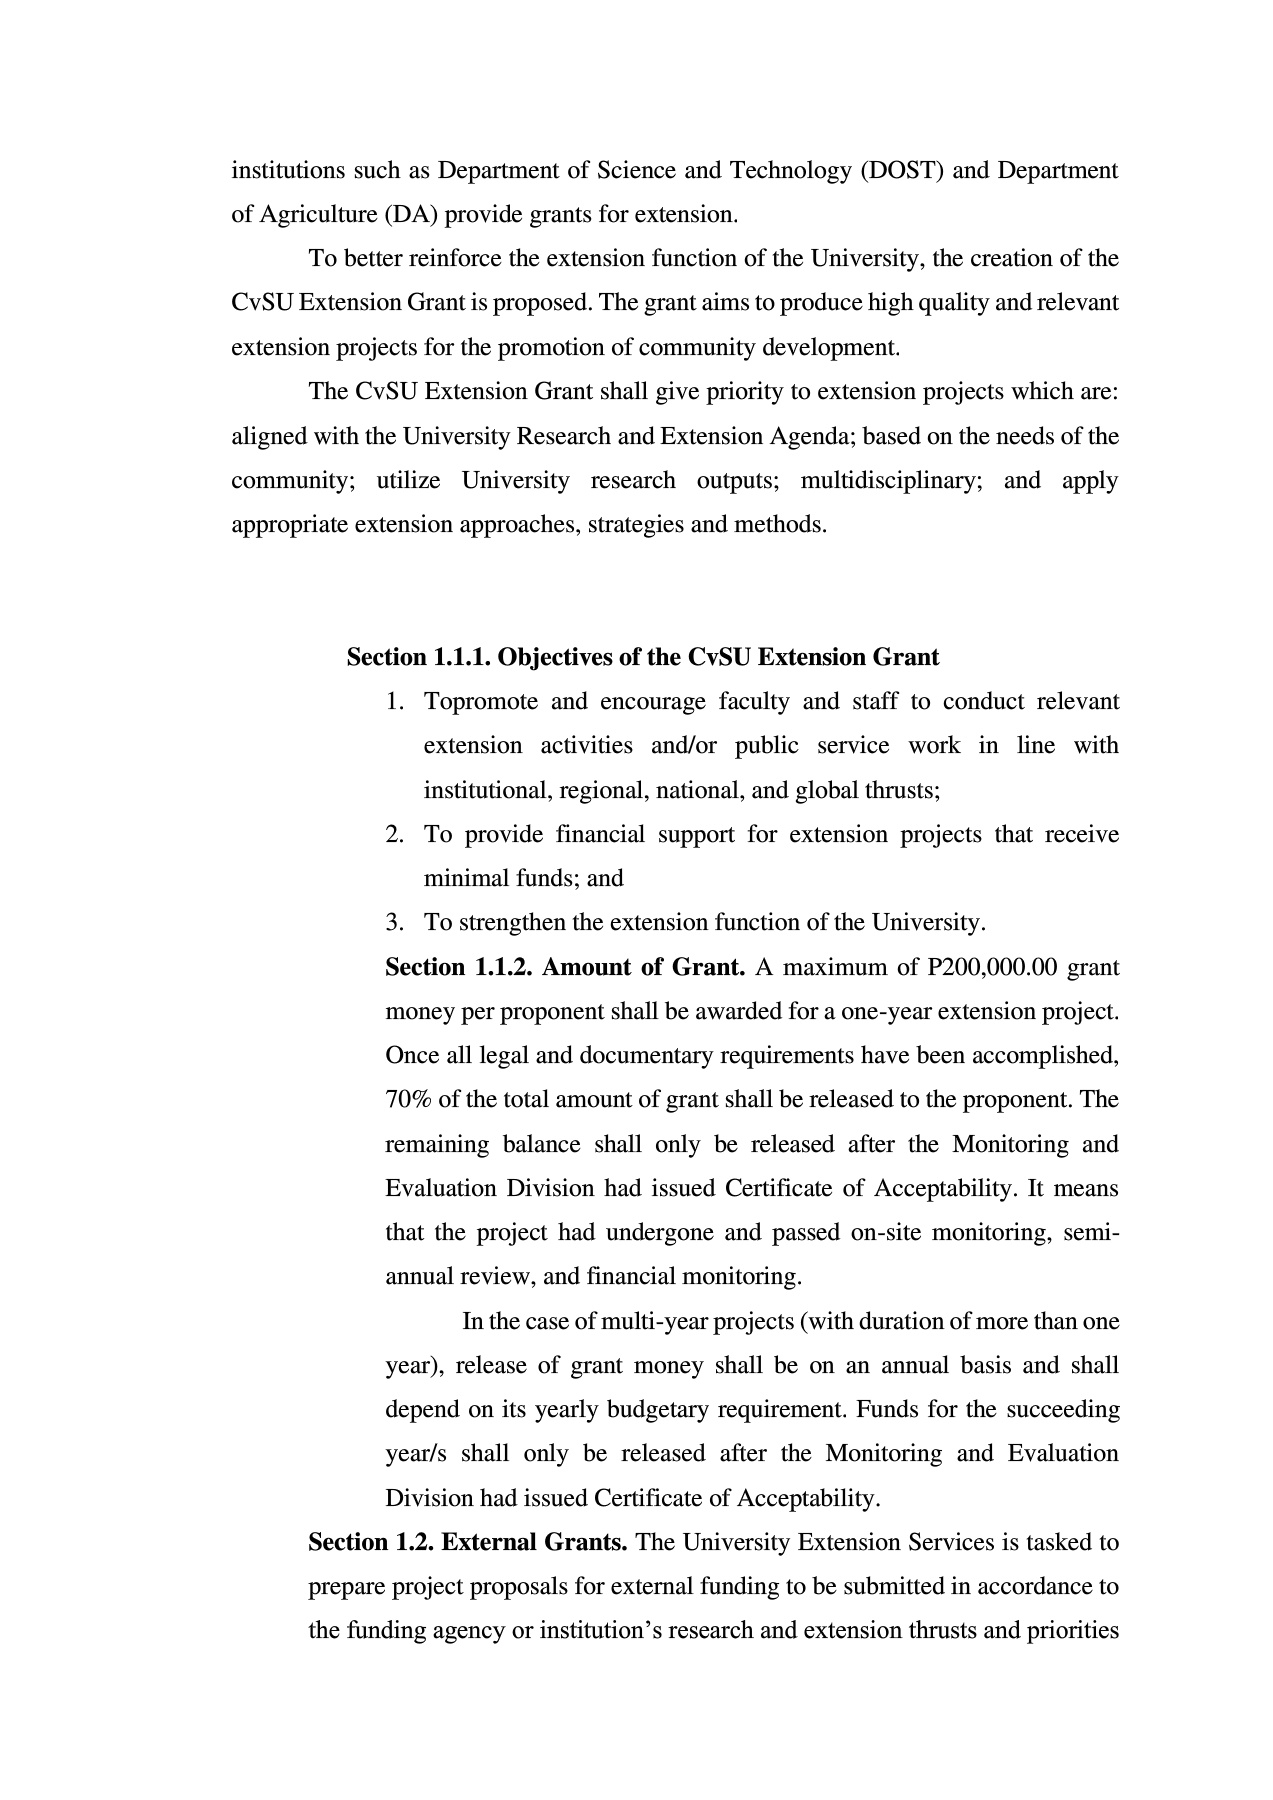 institutions such as Department of Science and Technology (DOST) and Department
of Agriculture (DA) provide grants for extension.
To better reinforce the extension function of the University, the creation of the
CvSU Extension Grant is proposed. The grant aims to produce high quality and relevant
extension projects for the promotion of community development.
The CvSU Extension Grant shall give priority to extension projects which are:
aligned with the University Research and Extension Agenda; based on the needs of the
community; utilize University research outputs; multidisciplinary; and apply
appropriate extension approaches, strategies and methods.
Section 1.1.1. Objectives of the CvSU Extension Grant
1. Topromote and encourage faculty and staff to conduct relevant
extension activities and/or public service work in line with
institutional, regional, national, and global thrusts;
2. To provide financial support for extension projects that receive
minimal funds; and
3. To strengthen the extension function of the University.
Section 1.1.2. Amount of Grant. A maximum of P200,000.00 grant
money per proponent shall be awarded for a one-year extension project.
Once all legal and documentary requirements have been accomplished,
70% of the total amount of grant shall be released to the proponent. The
remaining balance shall only be released after the Monitoring and
Evaluation Division had issued Certificate of Acceptability. It means
that the project had undergone and passed on-site monitoring, semi-
annual review, and financial monitoring.
In the case of multi-year projects (with duration of more than one
year), release of grant money shall be on an annual basis and shall
depend on its yearly budgetary requirement. Funds for the succeeding
year/s shall only be released after the Monitoring and Evaluation
Division had issued Certificate of Acceptability.
Section 1.2. External Grants. The University Extension Services is tasked to
prepare project proposals for external funding to be submitted in accordance to
the funding agency or institution’s research and extension thrusts and priorities